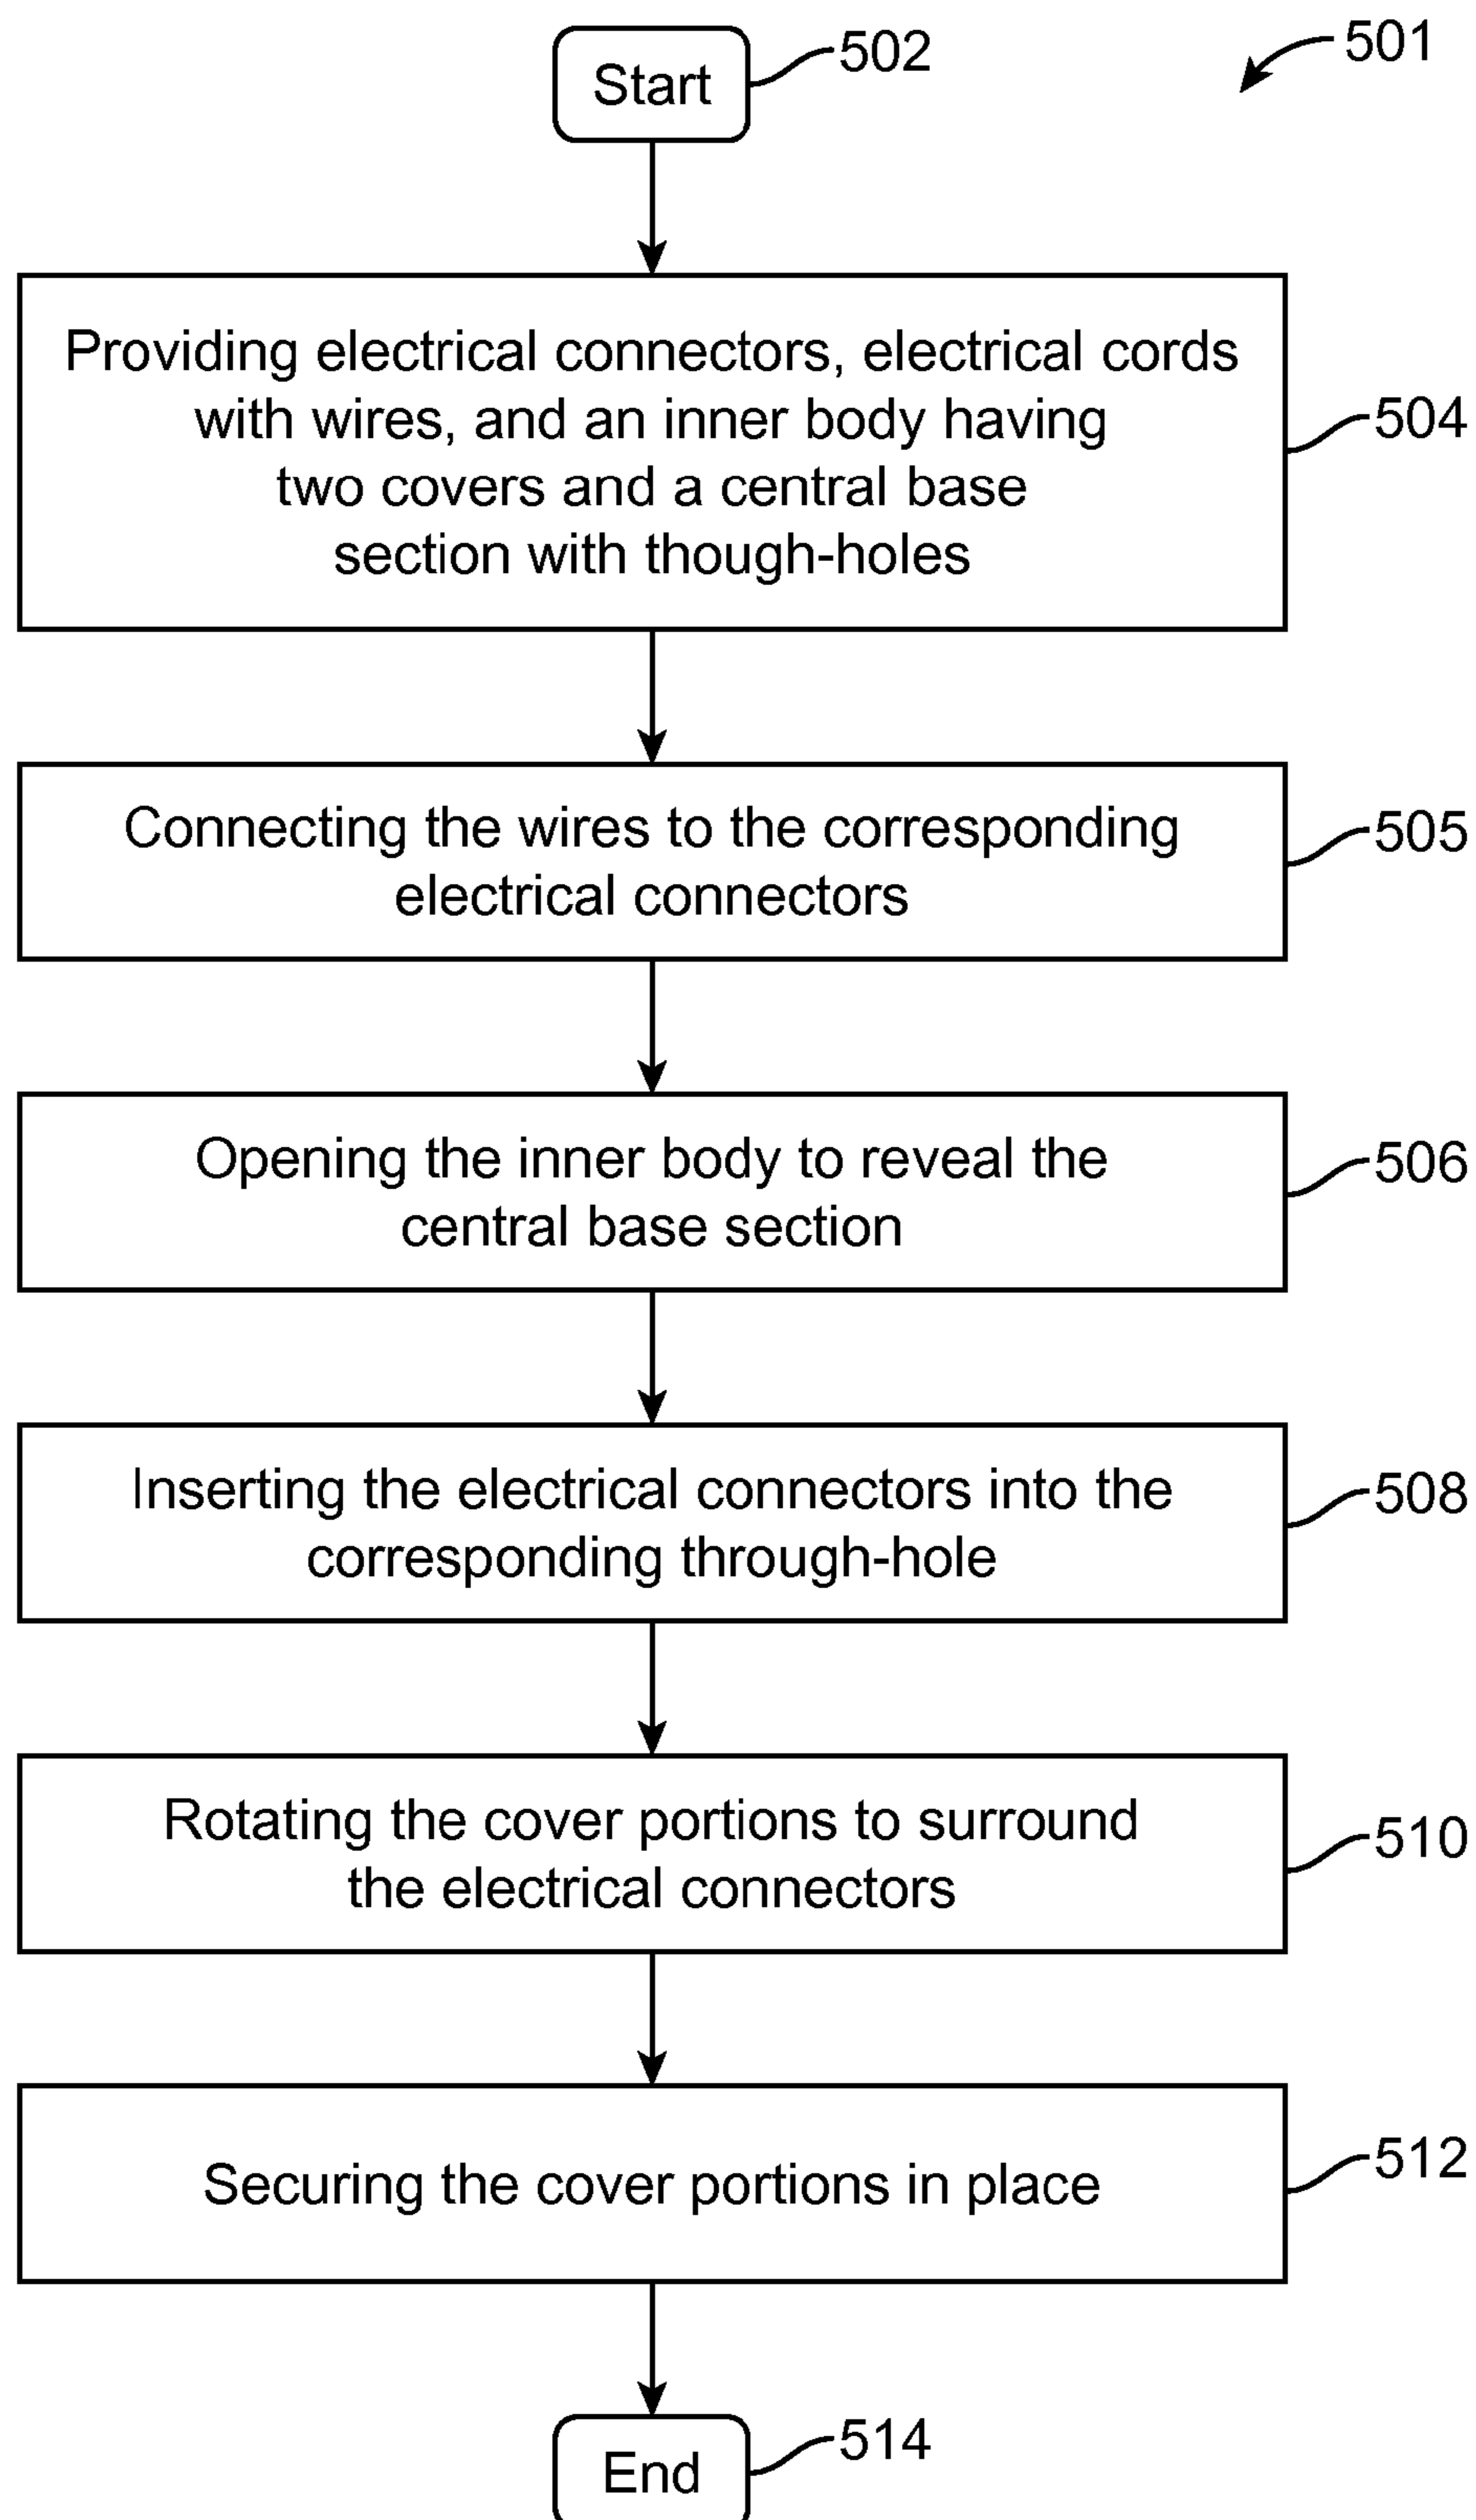 Start
502
501
Providing electrical connectors, electrical cords
with wires, and an inner body having
two covers and a central base
section with though-holes
504
Connecting the wires to the corresponding
electrical connectors
505
Opening the inner body to reveal the
central base section
506
Inserting the electrical connectors into the
corresponding through-hole
508
Rotating the cover portions to surround
the electrical connectors
510
Securing the cover portions in place
512
End
514